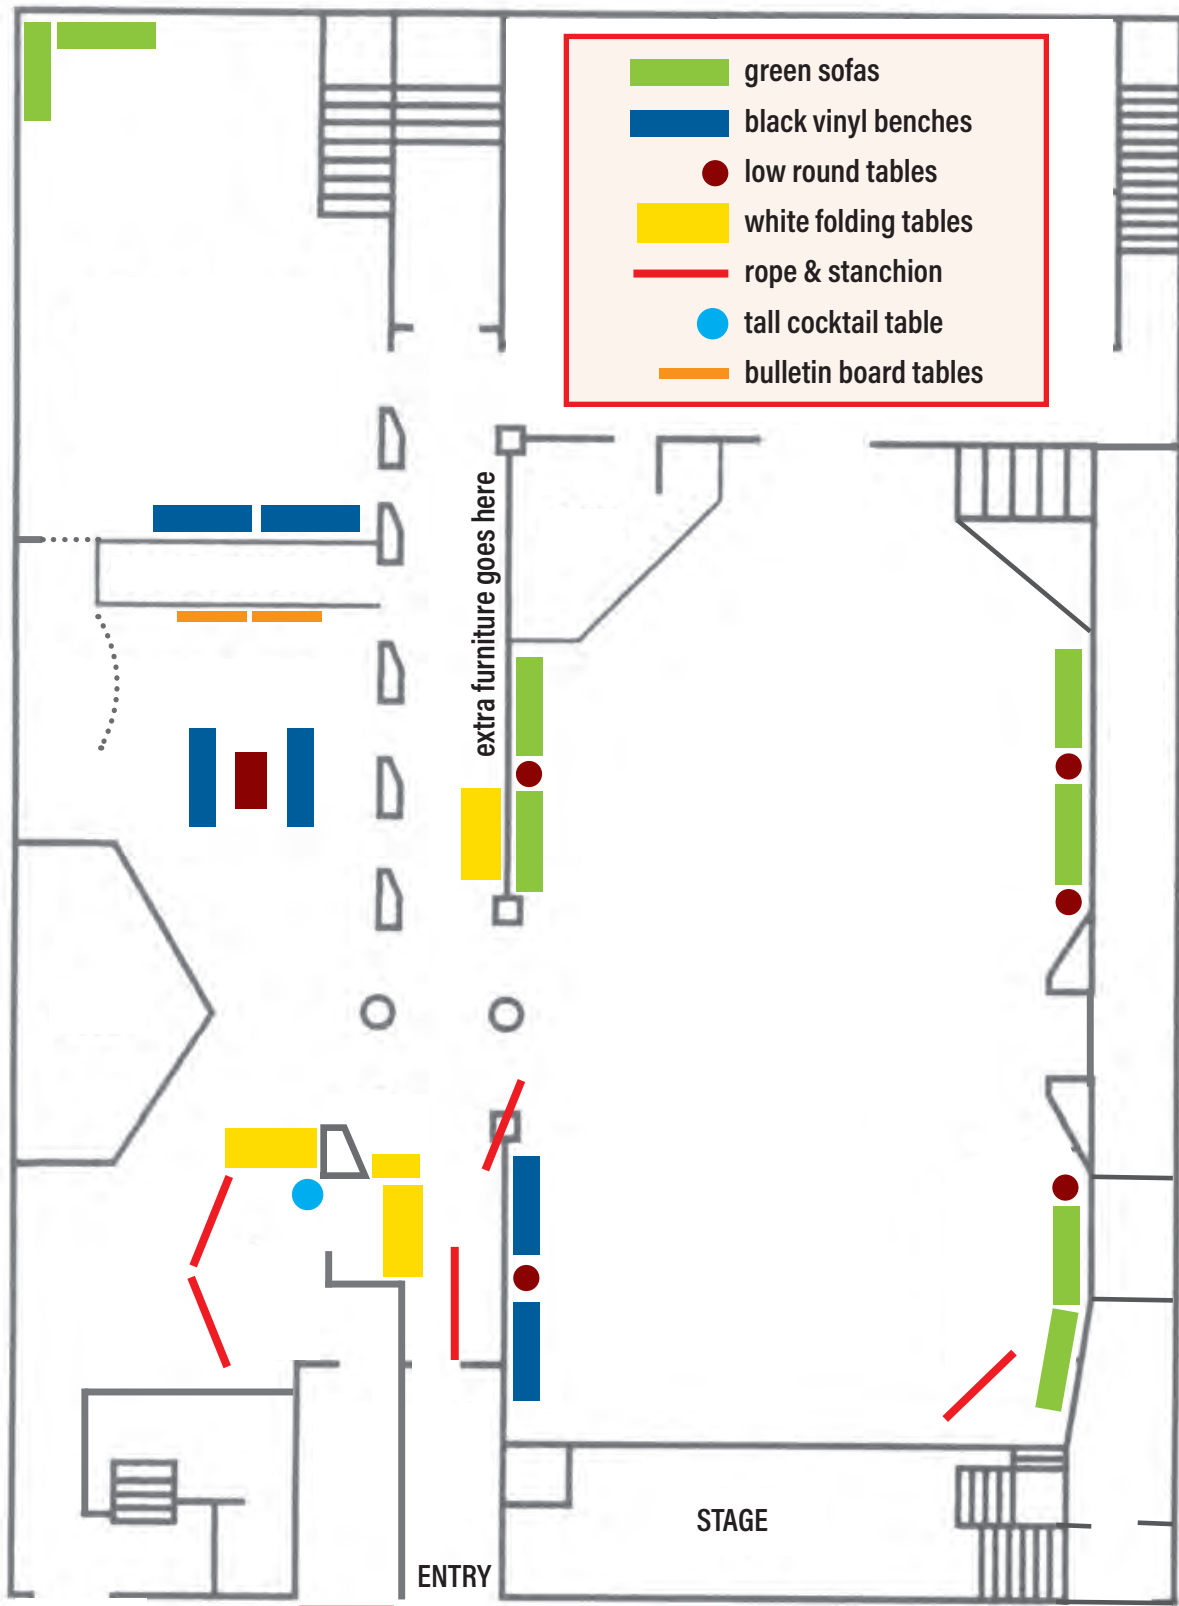 green sofas
black vinyl benches
low round tables
white folding tables
rope & stanchion
tall cocktail table
bulletin board tables
extra furniture goes here
STAGE
ENTRY